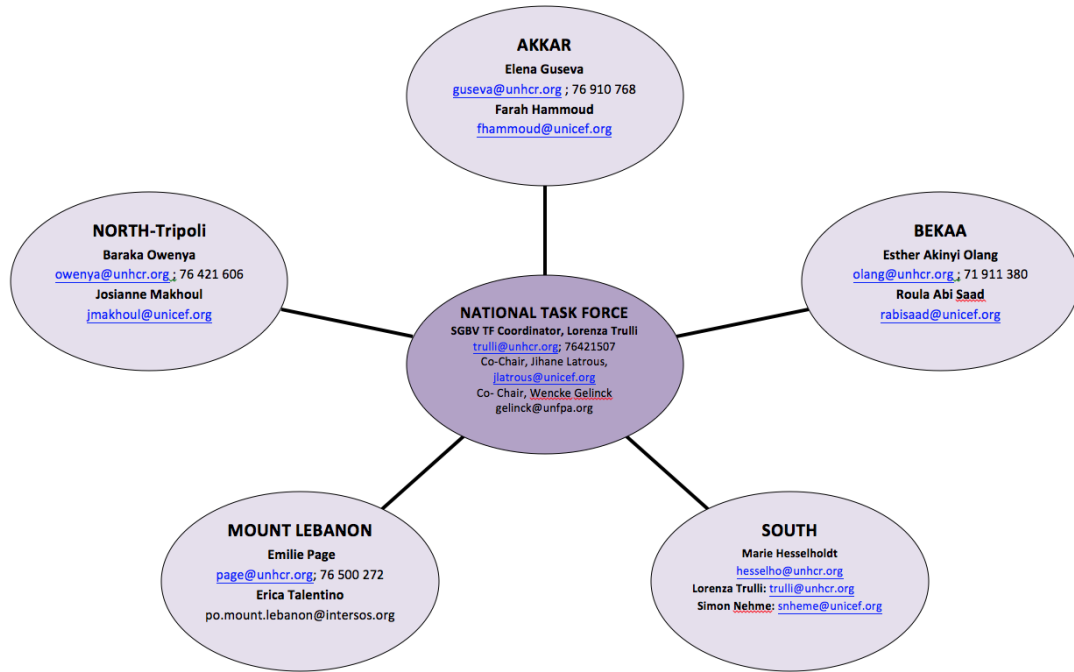 AKKAR
Elena Guseva
guseva@unhcr.org ; 76 910 768
Farah Hammoud
fhammoud@unicef.org
NORTH-Tripoli
Baraka Owenya
owenya@unhcr.org ; 76 421 606
Josianne Makhoul
jmakhoul@unicef.org
BEKAA
Esther Akinyi Olang
olang@unhcr.org ; 71 911 380
Roula Abi Saad
rabisaad@unicef.org
NATIONAL TASK FORCE
SGBV TF Coordinator, Lorenza Trulli
trulli@unhcr.org; 76421507
Co-Chair, Jihane Latrous,
jlatrous@unicef.org
Co- Chair, Wencke Gelinck
gelinck@unfpa.org
MOUNT LEBANON
Emilie Page
page@unhcr.org; 76 500 272
Erica Talentino
po.mount.lebanon@intersos.org
SOUTH
Marie Hesselholdt
hesselho@unhcr.org
Lorenza Trulli: trulli@unhcr.org
Simon Nehme: snheme@unicef.org